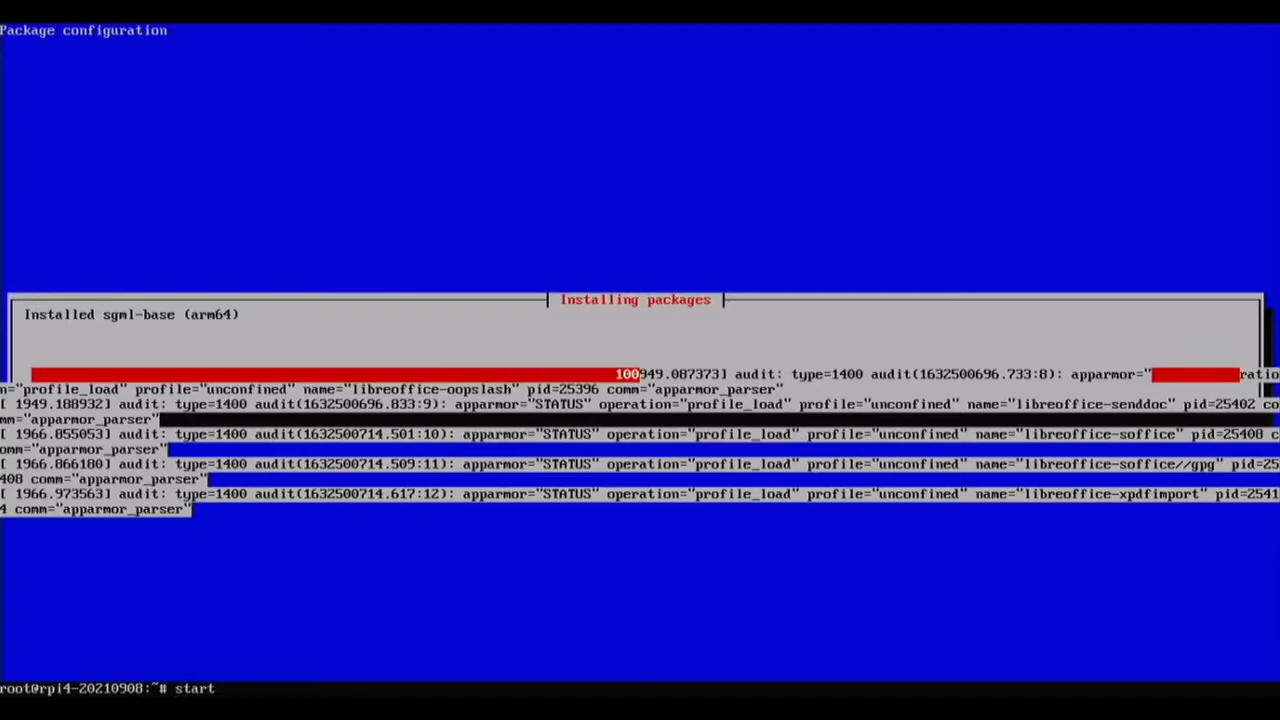 Package configuration
Installing packages
Installed sgml-base (arm64)
100949.087373] audit: type=1400 audit(1632500696.733:8): apparmor=" ratio
n="profile_load" profile="unconfined" name="libreoffice-oopslash" pid=25396 comm="apparmor_parser"
[ 1949.188932] audit: type=1400 audit(1632500696.833:9): apparmor="STATUS" operation="profile_load" profile="unconfined" name="libreoffice-senddoc" pid=25402 co
mm="apparmor_parser"
[ 1966.855053] audit: type=1400 audit(1632500714.501:10): apparmor="STATUS" operation="profile_load" profile="unconfined" name="libreoffice-soffice" pid=25408 c
omm="apparmor_parser"
[ 1966.866180] audit: type=1400 audit(1632500714.509:11): apparmor="STATUS" operation="profile_load" profile="unconfined" name="libreoffice-soffice//gpg" pid=25
408 comm="apparmor_parser"
[ 1966.973563] audit: type=1400 audit(1632500714.617:12): apparmor="STATUS" operation="profile_load" profile="unconfined" name="libreoffice-xpdfimport" pid=2541
4 comm="apparmor_parser"
root@rpi4-20210908:~# start